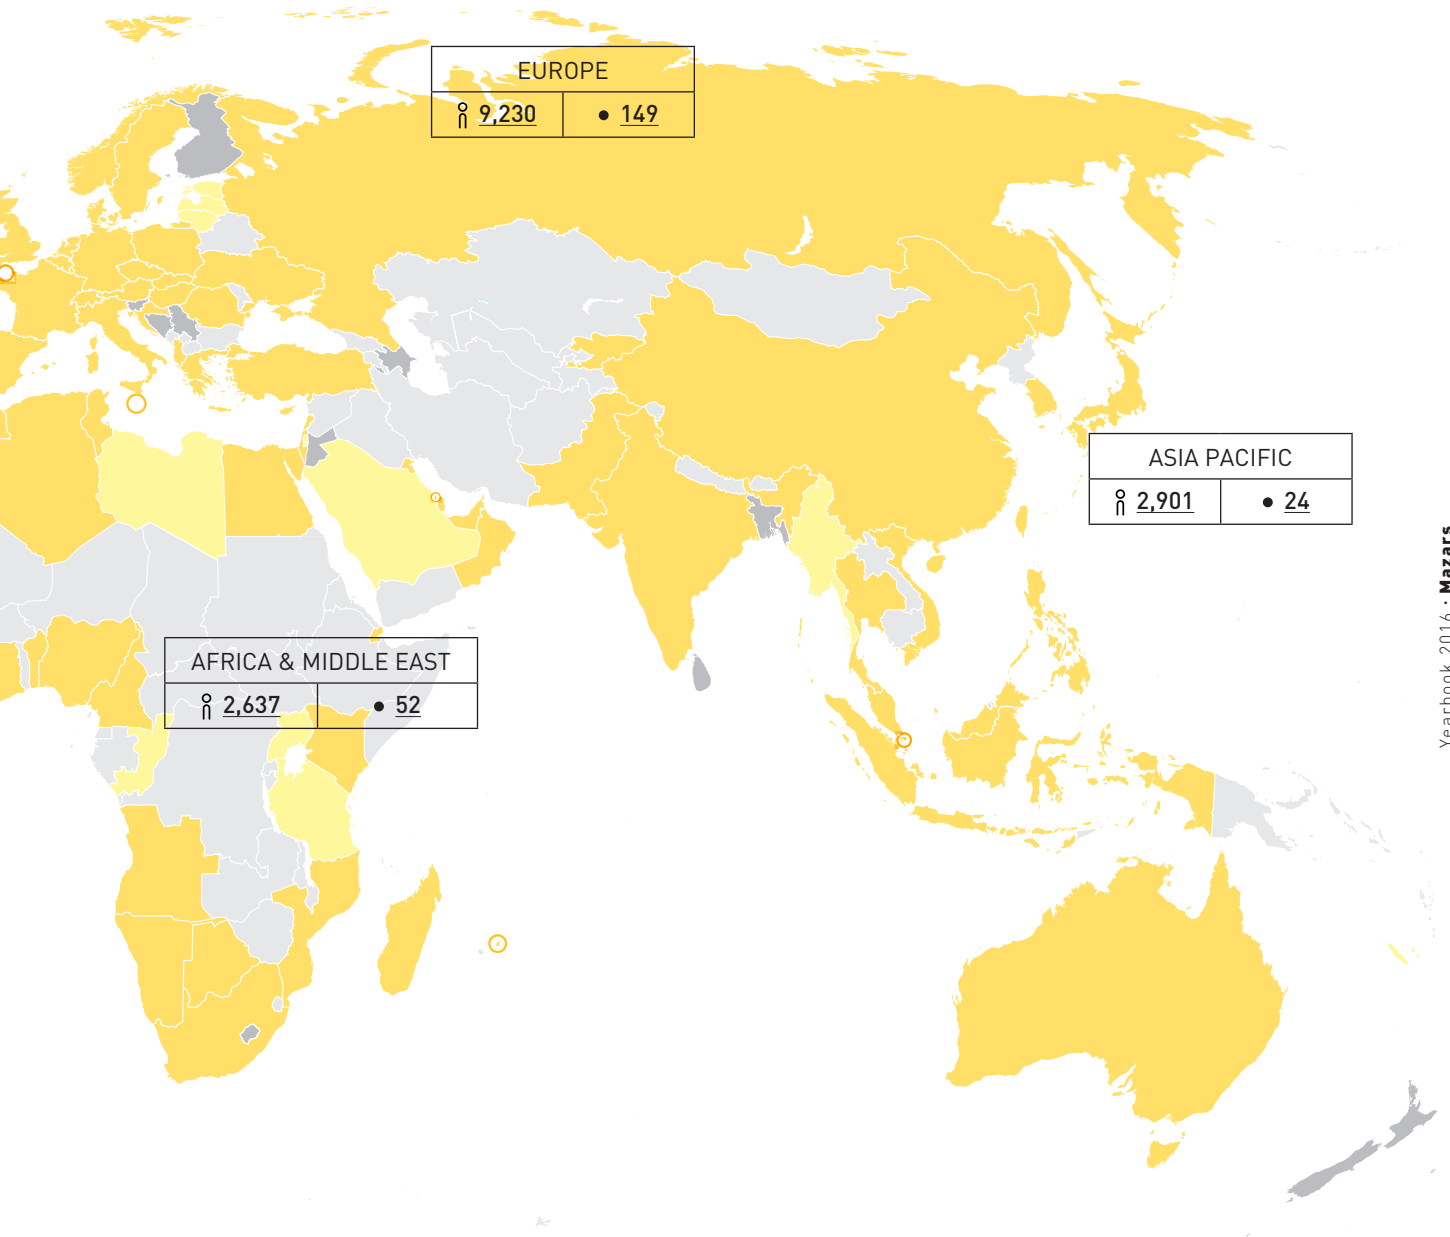 EUROPE
9,230 • 149
ASIA PACIFIC
2,901 • 24
AFRICA & MIDDLE EAST
2,637 • 52
Yearbook 2016 · Mazars